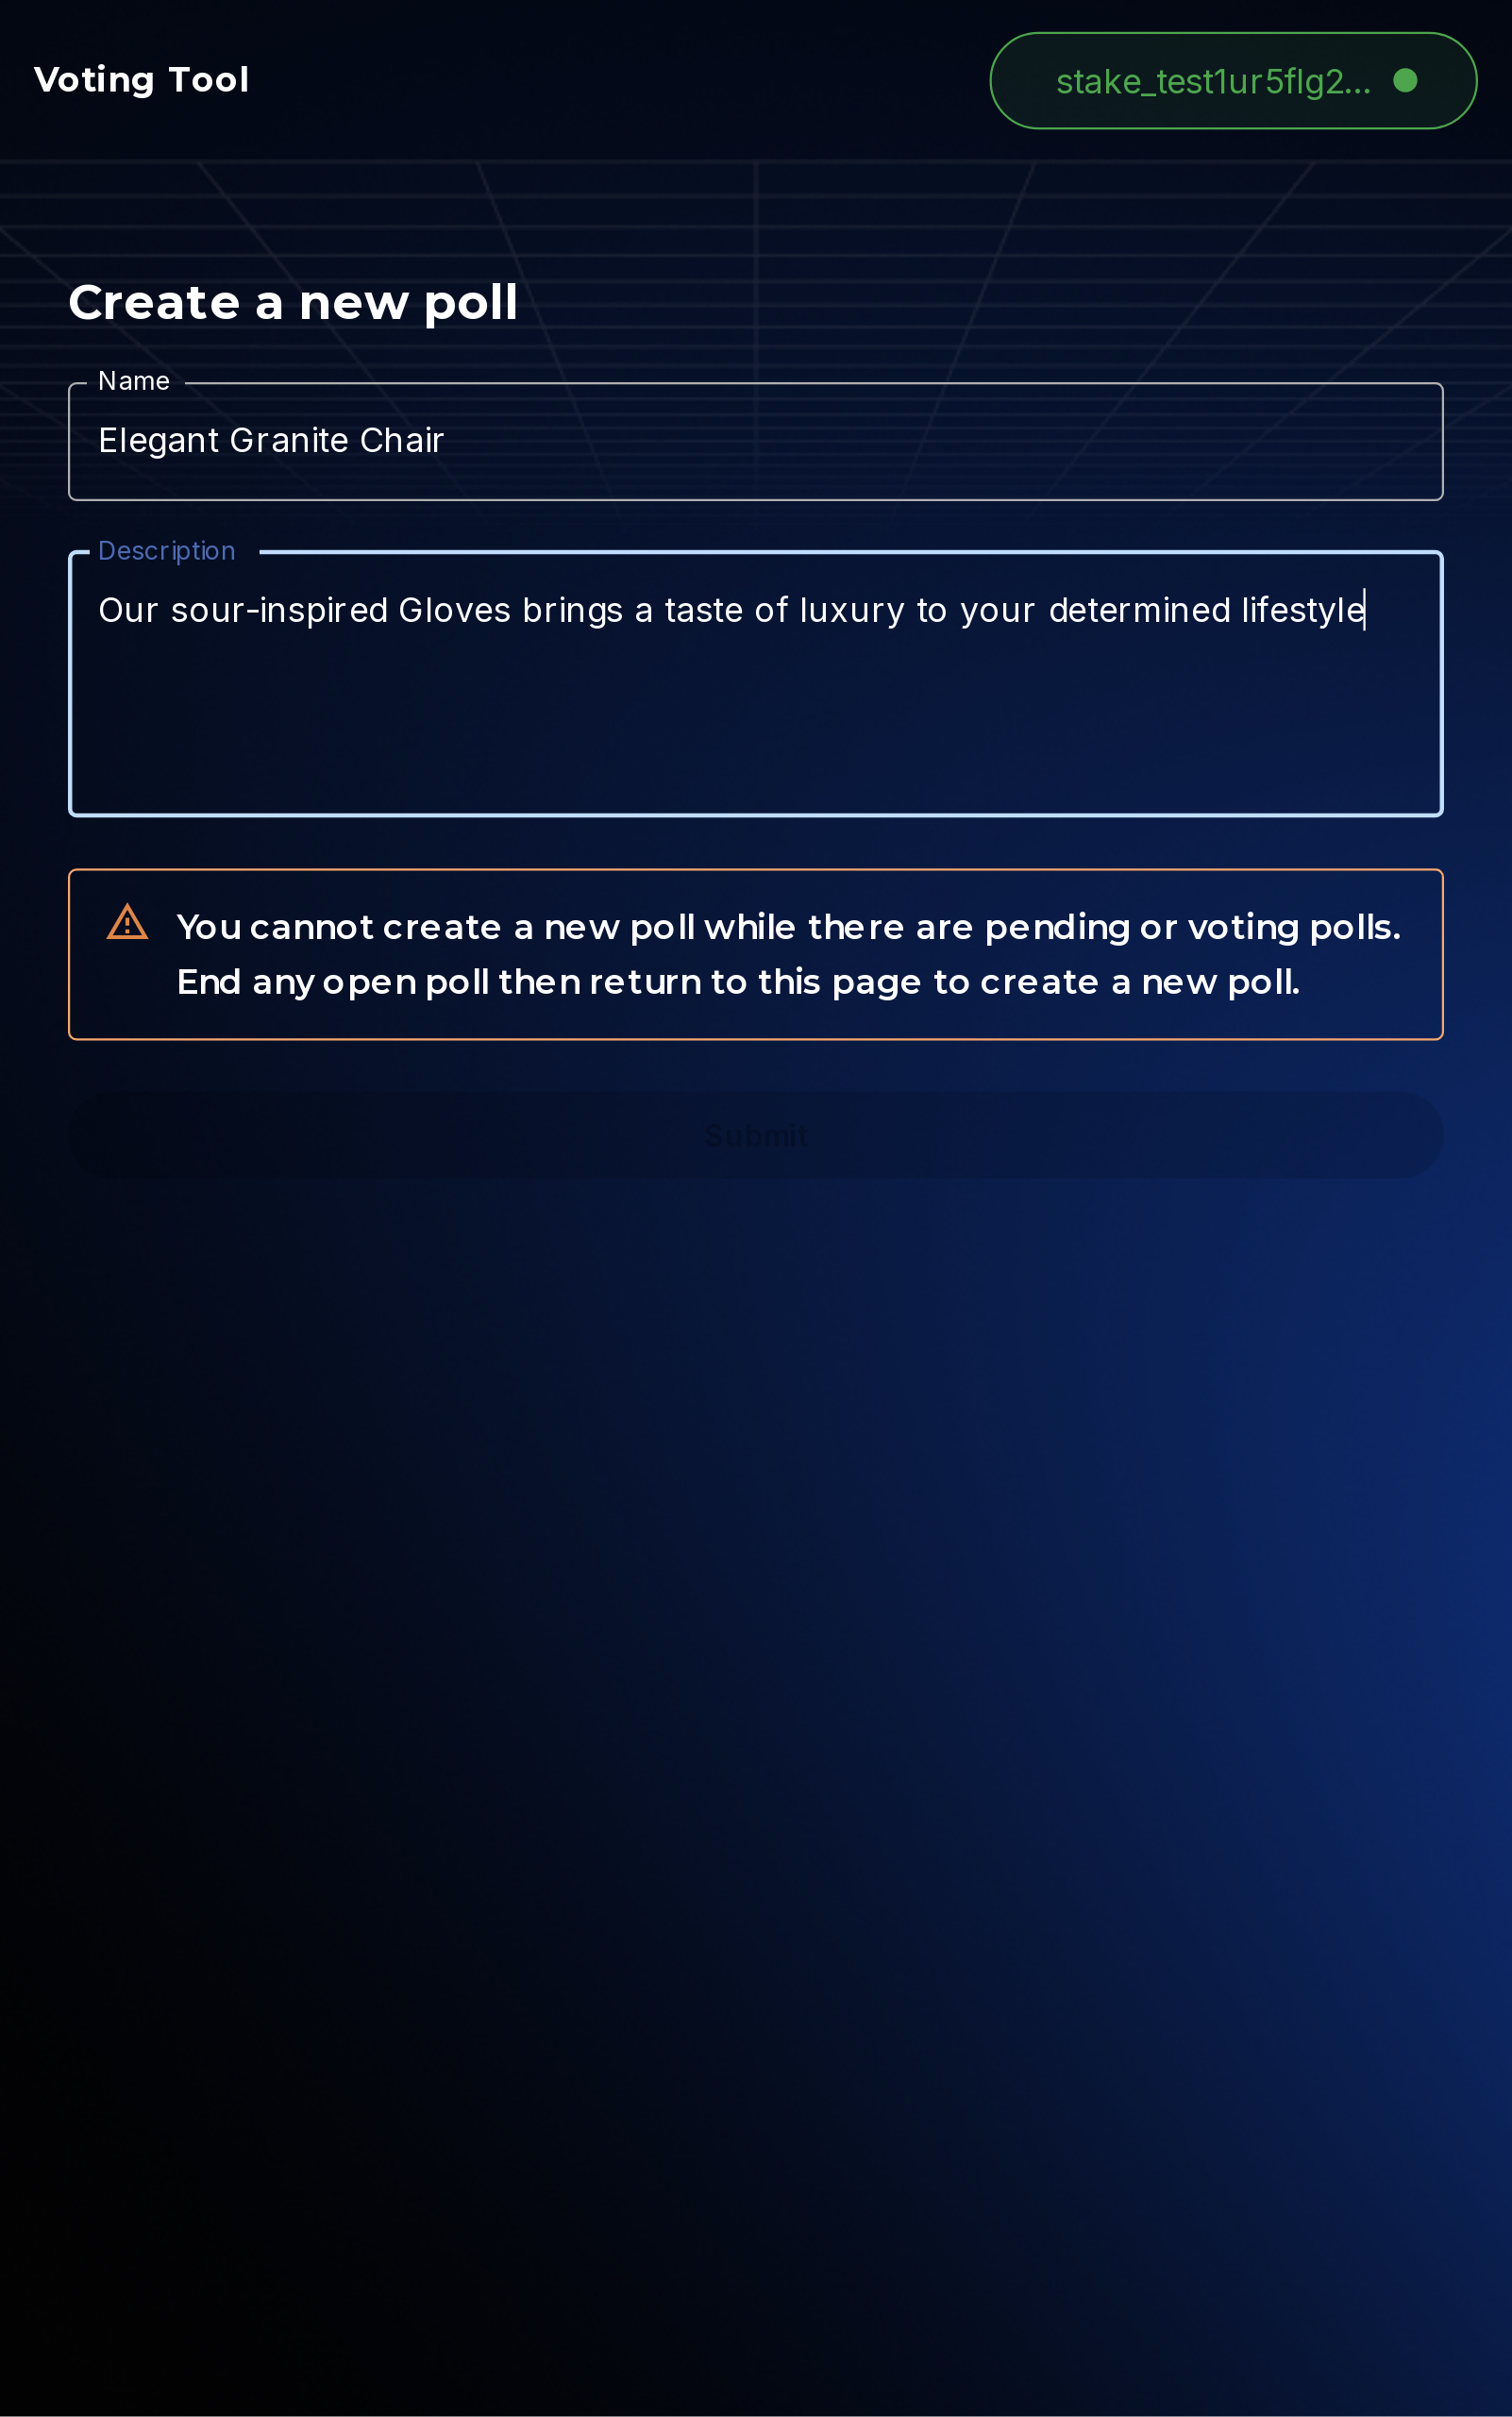 Voting Tool
stake_test1ur5flg2...
Create a new poll
Name
Elegant Granite Chair
Description
Our sour-inspired Gloves brings a taste of luxury to your determined lifestyle
You cannot create a new poll while there are pending or voting polls.
End any open poll then return to this page to create a new poll.
Submit